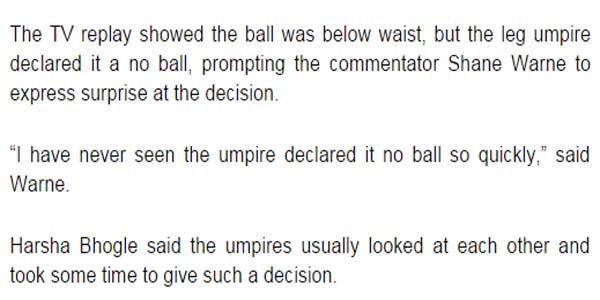 The TV replay showed the ball was below waist, but the leg umpire
declared it a no ball, prompting the commentator Shane Warne to
express surprise at the decision.
“I have never seen the umpire declared it no ball so quickly,” said
Warne.
Harsha Bhogle said the umpires usually looked at each other and
took some time to give such a decision.